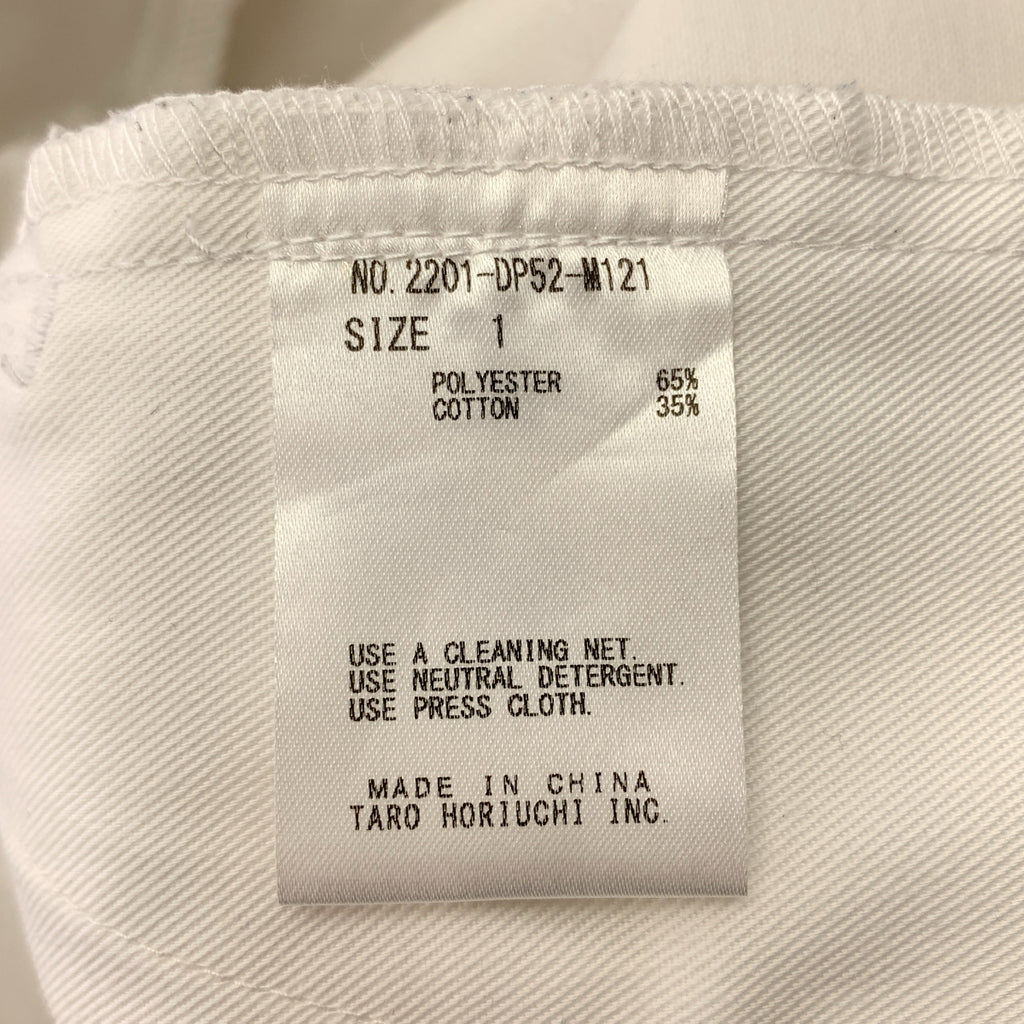 NO. 2201-DP52-M121
SIZE 1
POLYESTER 65%
COTTON 35%
USE A CLEANING NET.
USE NEUTRAL DETERGENT.
USE PRESS CLOTH.
MADE IN CHINA
TARO HORIUCHI INC.